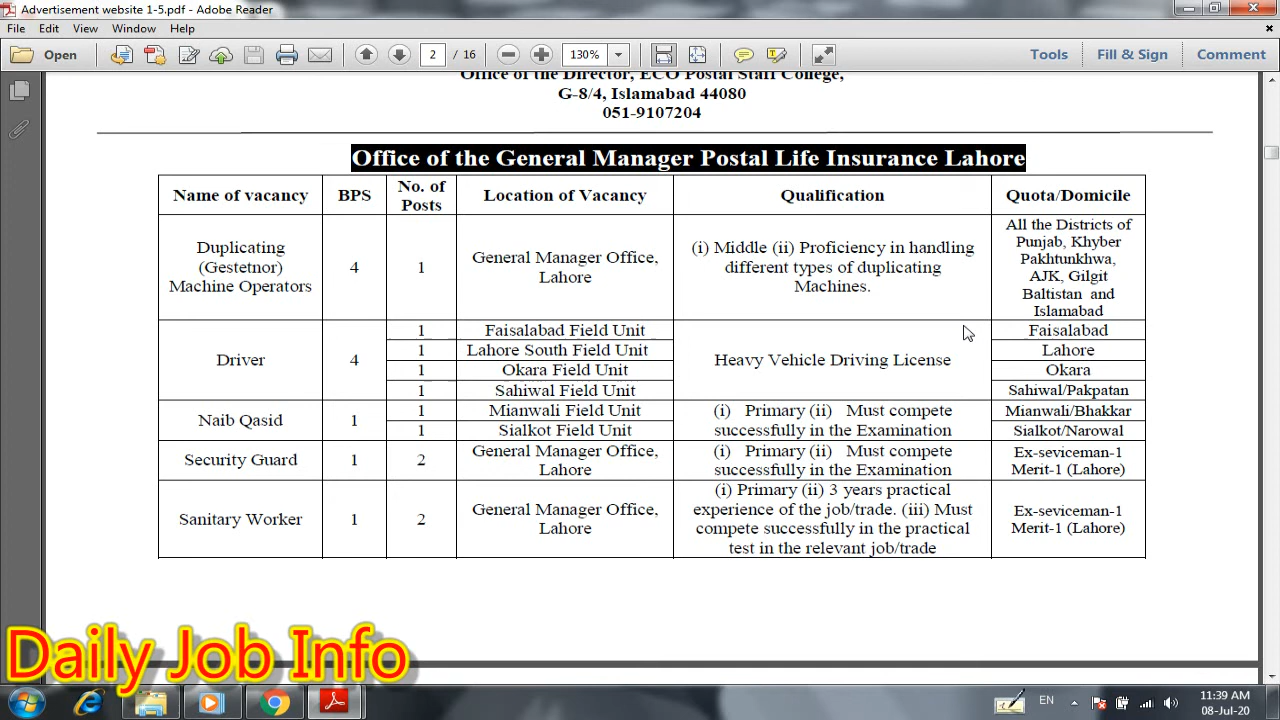 Advertisement website 1-5.pdf - Adobe Reader
File Edit View Window Help
Open 2 / 16 130% Tools Fill & Sign Comment
Office of the Director, ECO Postal Staff College,
G-8/4, Islamabad 44080
051-9107204
Office of the General Manager Postal Life Insurance Lahore
Name of vacancy BPS No. of Posts Location of Vacancy Qualification Quota/Domicile
Duplicating
(Gestetnor)
Machine Operators
4
1
General Manager Office,
Lahore
(i) Middle (ii) Proficiency in handling
different types of duplicating
Machines.
All the Districts of
Punjab, Khyber
Pakhtunkhwa,
AJK, Gilgit
Baltistan and
Islamabad
Driver
4
1 Faisalabad Field Unit
1 Lahore South Field Unit
1 Okara Field Unit
1 Sahiwal Field Unit
Heavy Vehicle Driving License
Faisalabad
Lahore
Okara
Sahiwal/Pakpatan
Naib Qasid
1
1 Mianwali Field Unit
1 Sialkot Field Unit
(i) Primary (ii) Must compete
successfully in the Examination
Mianwali/Bhakkar
Sialkot/Narowal
Security Guard
1
2
General Manager Office,
Lahore
(i) Primary (ii) Must compete
successfully in the Examination
Ex-seviceman-1
Merit-1 (Lahore)
Sanitary Worker
1
2
General Manager Office,
Lahore
(i) Primary (ii) 3 years practical
experience of the job/trade. (iii) Must
compete successfully in the practical
test in the relevant job/trade
Ex-seviceman-1
Merit-1 (Lahore)
Daily Job Info
EN
11:39 AM
08-Jul-20